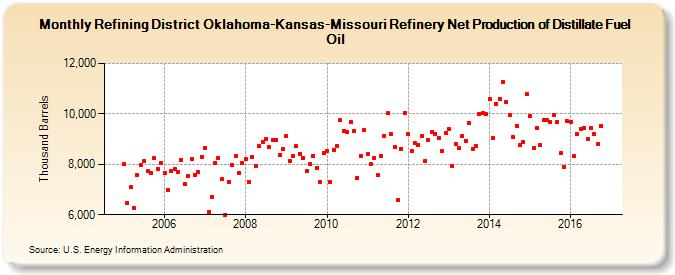 Monthly Refining District Oklahoma-Kansas-Missouri Refinery Net Production of Distillate Fuel
Oil
Thousand Barrels
12,000
10,000
8,000
6,000
2006
2008
2010
2012
2014
2016
Source: U.S. Energy Information Administration